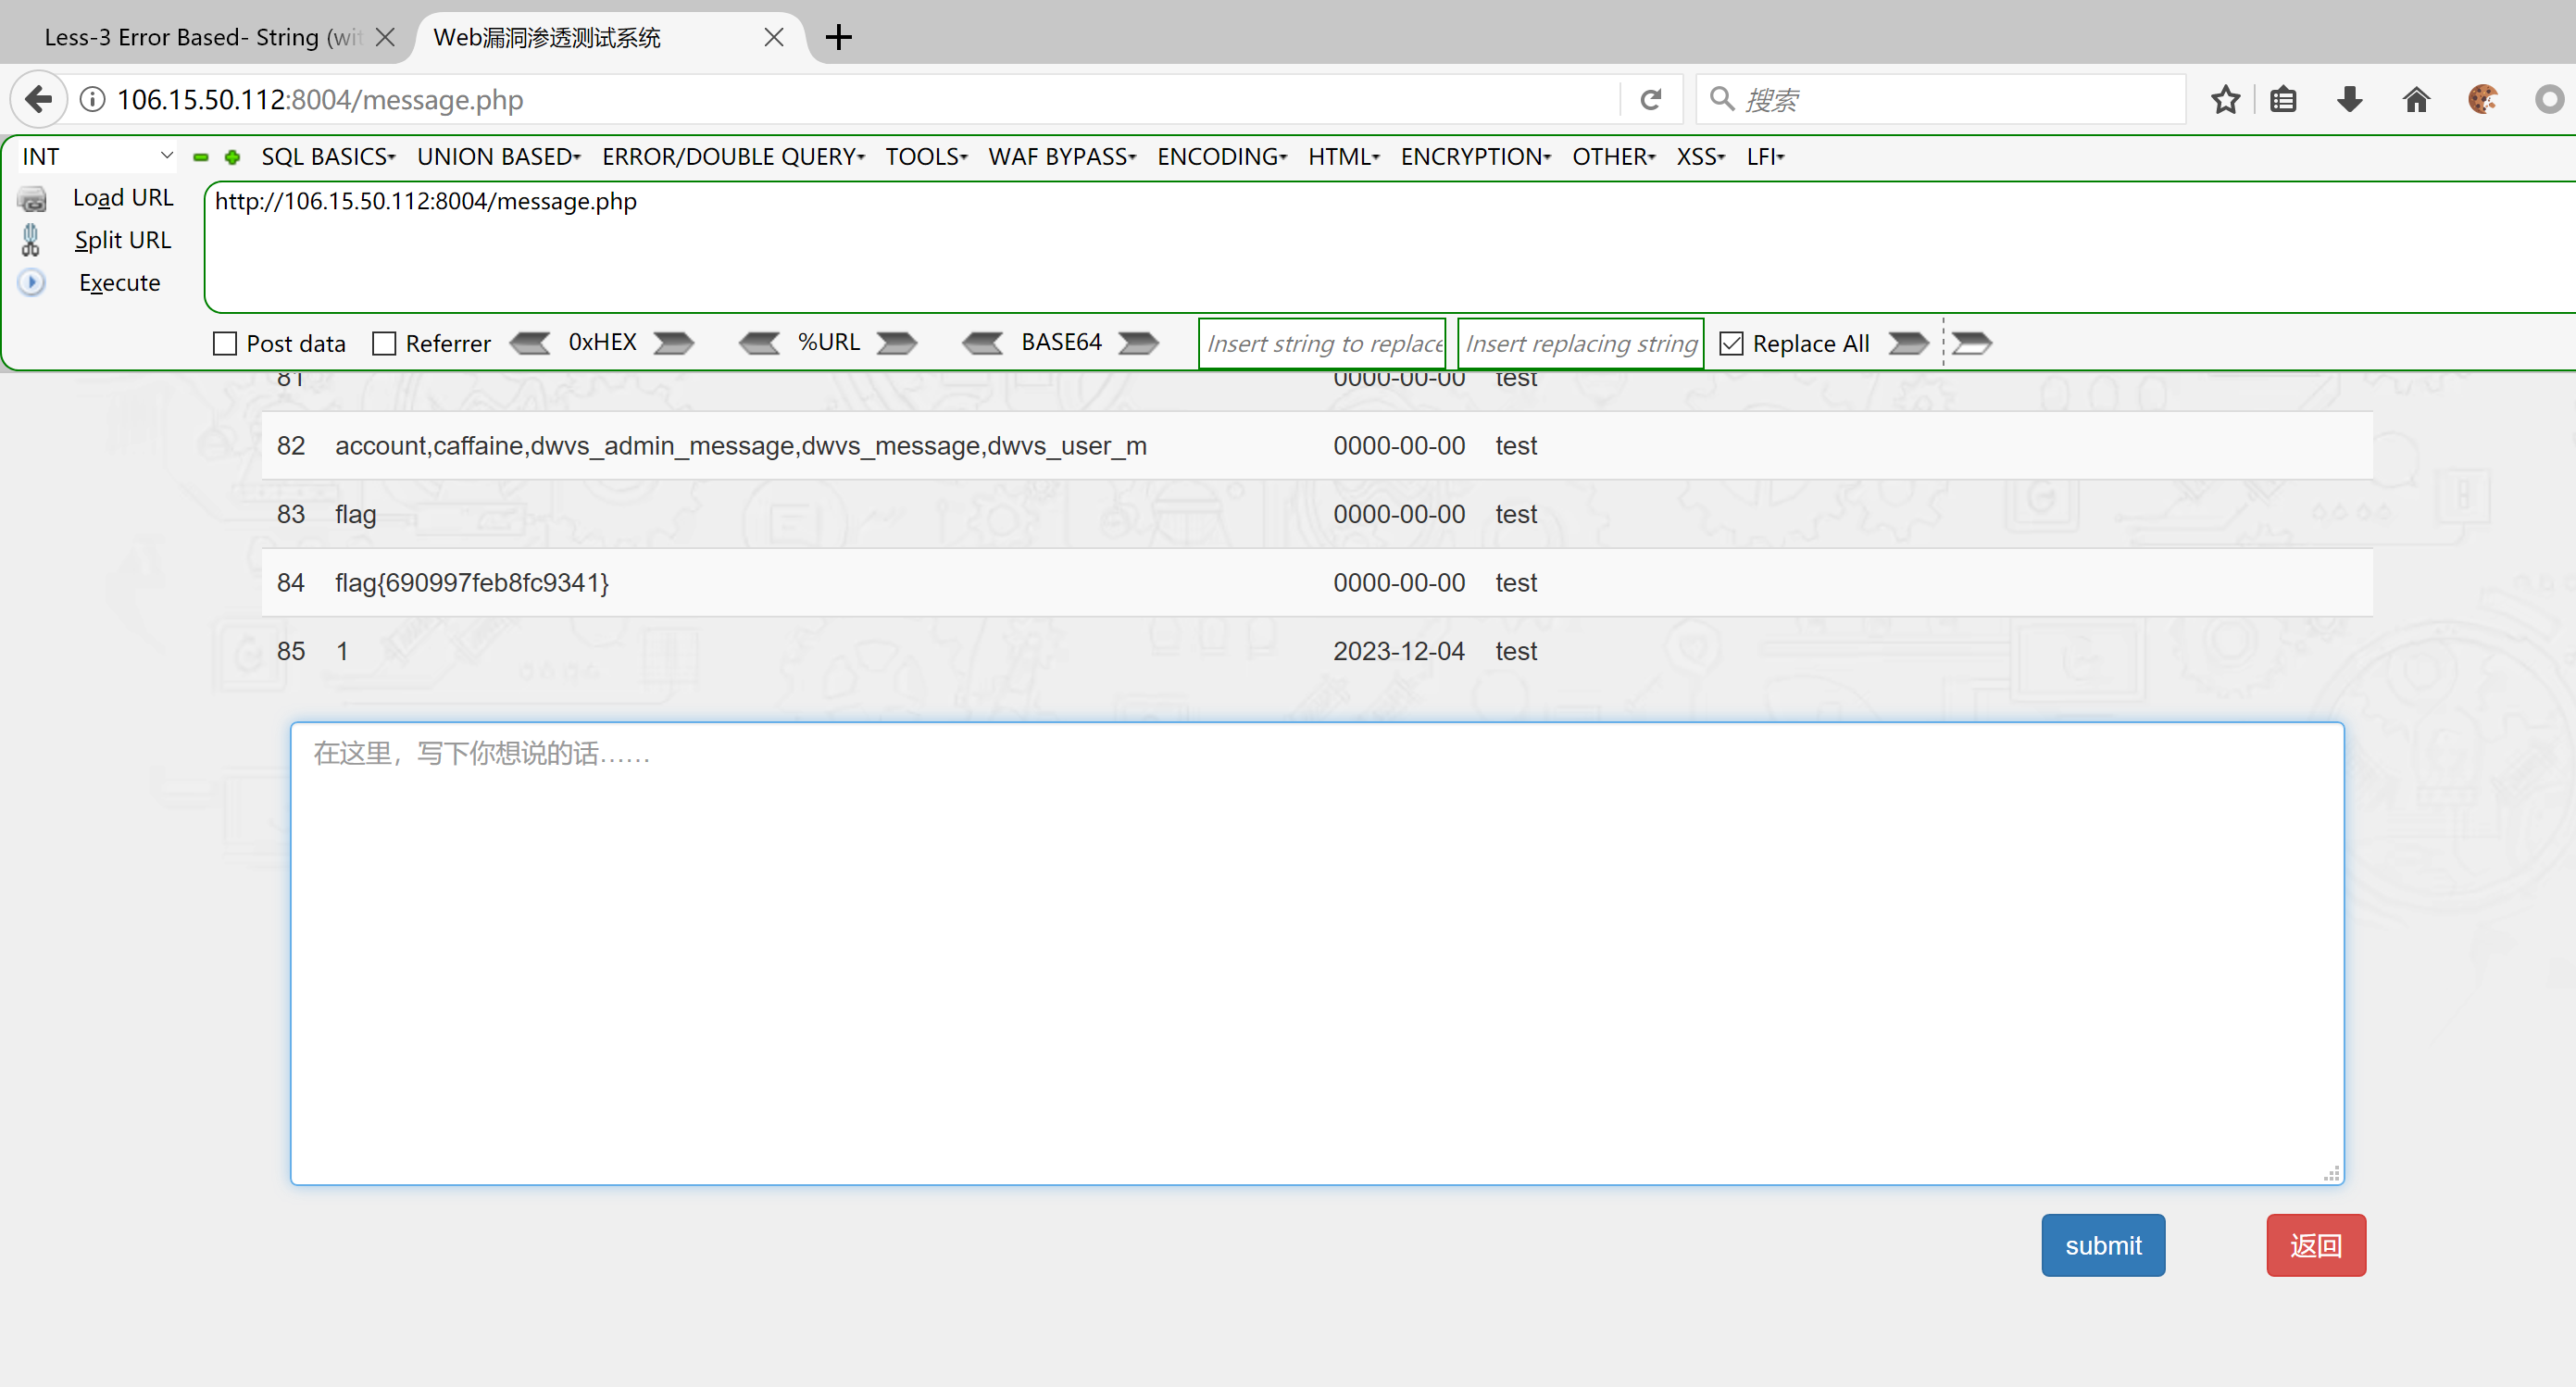 Less-3 Error Based- String (wit
Web漏洞渗透测试系统
106.15.50.112:8004/message.php
搜索
INT
SQL BASICS UNION BASED ERROR/DOUBLE QUERY TOOLS WAF BYPASS ENCODING HTML ENCRYPTION OTHER XSS LFI
Load URL
http://106.15.50.112:8004/message.php
Split URL
Execute
Post data Referrer 0xHEX %URL BASE64 Insert string to replace Insert replacing string Replace All
81 0000-00-00 test
82 account,caffaine,dwvs_admin_message,dwvs_message,dwvs_user_m 0000-00-00 test
83 flag 0000-00-00 test
84 flag{690997feb8fc9341} 0000-00-00 test
85 1 2023-12-04 test
在这里，写下你想说的话……
submit 返回